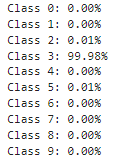 Class 0: 0.00%
Class 1: 0.00%
Class 2: 0.01%
Class 3: 99.98%
Class 4: 0.00%
Class 5: 0.01%
Class 6: 0.00%
Class 7: 0.00%
Class 8: 0.00%
Class 9: 0.00%